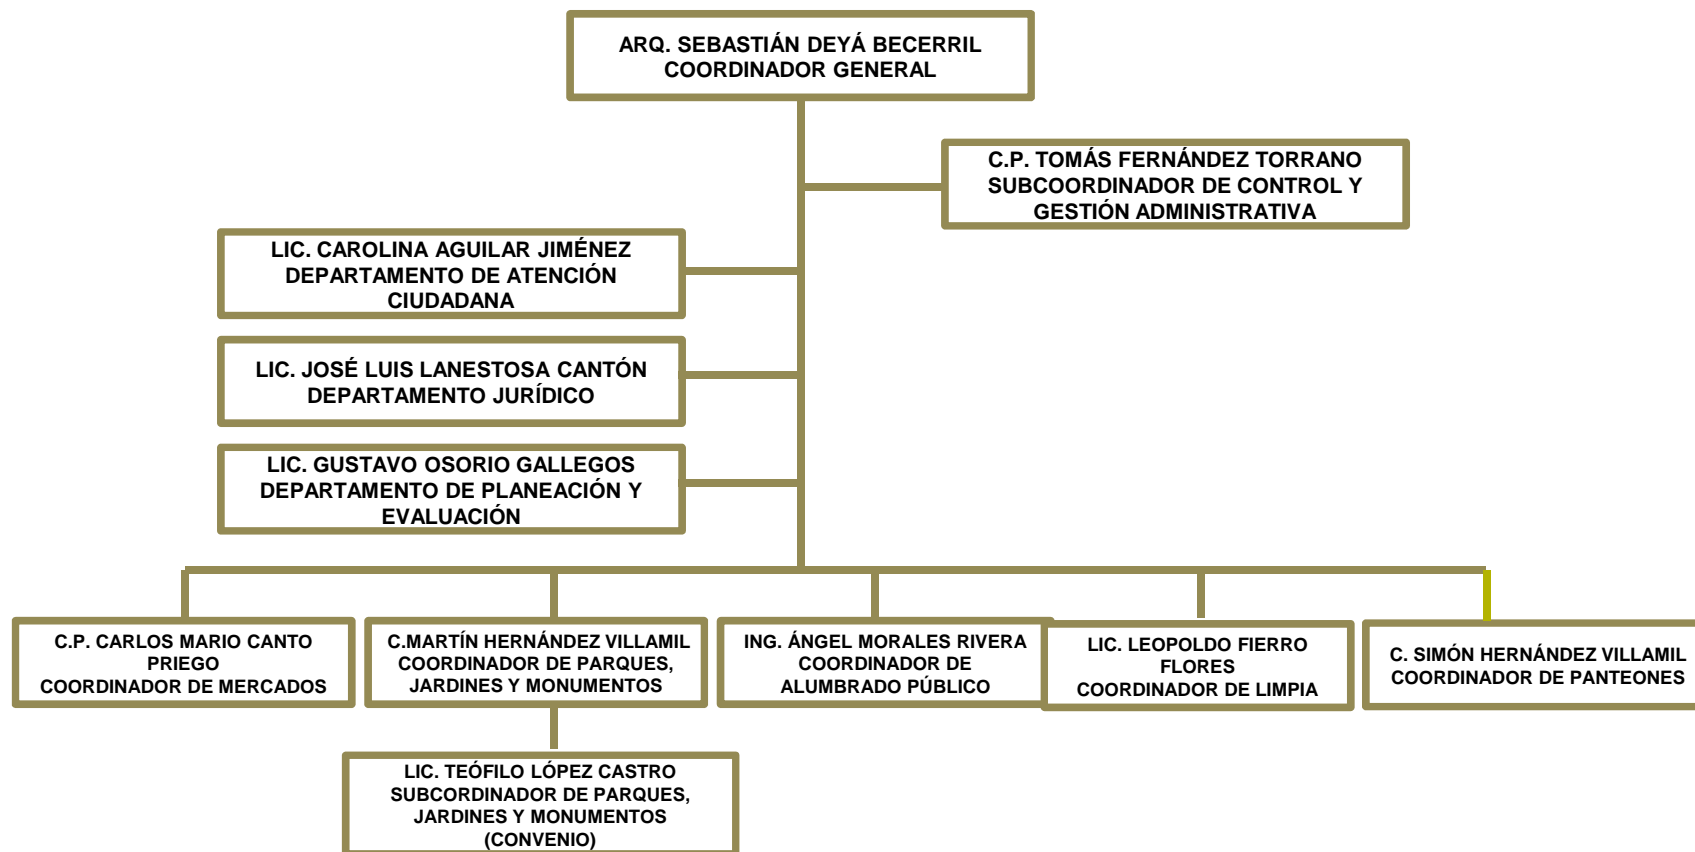 ARQ. SEBASTIÁN DEYÁ BECERRIL
COORDINADOR GENERAL
C.P. TOMÁS FERNÁNDEZ TORRANO
SUBCOORDINADOR DE CONTROL Y
GESTIÓN ADMINISTRATIVA
LIC. CAROLINA AGUILAR JIMÉNEZ
DEPARTAMENTO DE ATENCIÓN
CIUDADANA
LIC. JOSÉ LUIS LANESTOSA CANTÓN
DEPARTAMENTO JURÍDICO
LIC. GUSTAVO OSORIO GALLEGOS
DEPARTAMENTO DE PLANEACIÓN Y
EVALUACIÓN
C.P. CARLOS MARIO CANTO
PRIEGO
COORDINADOR DE MERCADOS
C.MARTÍN HERNÁNDEZ VILLAMIL
COORDINADOR DE PARQUES,
JARDINES Y MONUMENTOS
ING. ÁNGEL MORALES RIVERA
COORDINADOR DE
ALUMBRADO PÚBLICO
LIC. LEOPOLDO FIERRO
FLORES
COORDINADOR DE LIMPIA
C. SIMÓN HERNÁNDEZ VILLAMIL
COORDINADOR DE PANTEONES
LIC. TEÓFILO LÓPEZ CASTRO
SUBCORDINADOR DE PARQUES,
JARDINES Y MONUMENTOS
(CONVENIO)